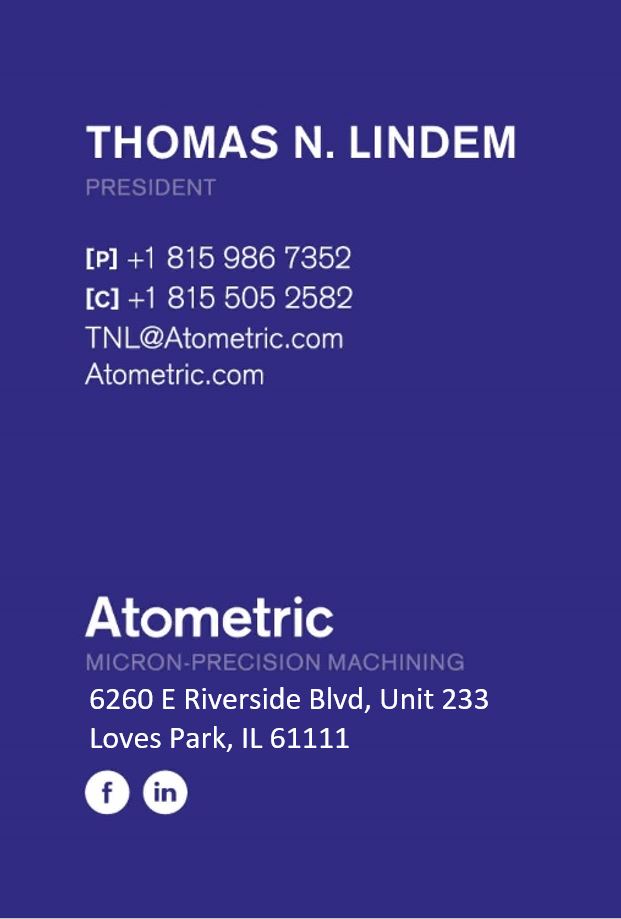 THOMAS N. LINDEM
PRESIDENT
[P] +1 815 986 7352
[C] +1 815 505 2582
TNL@Atometric.com
Atometric.com
Atometric
MICRON-PRECISION MACHINING
6260 E Riverside Blvd, Unit 233
Loves Park, IL 61111
f in